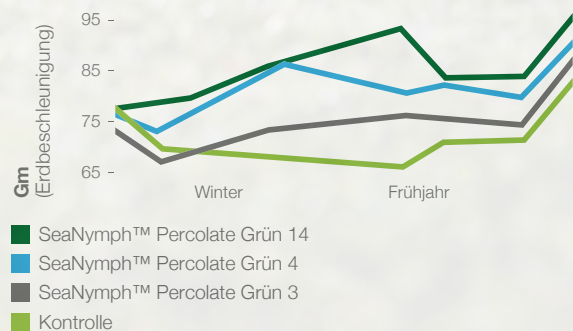 95
85
75
65
Gm
(Erdbeschleunigung)
Winter Frühjahr
SeaNymph™ Percolate Grün 14
SeaNymph™ Percolate Grün 4
SeaNymph™ Percolate Grün 3
Kontrolle